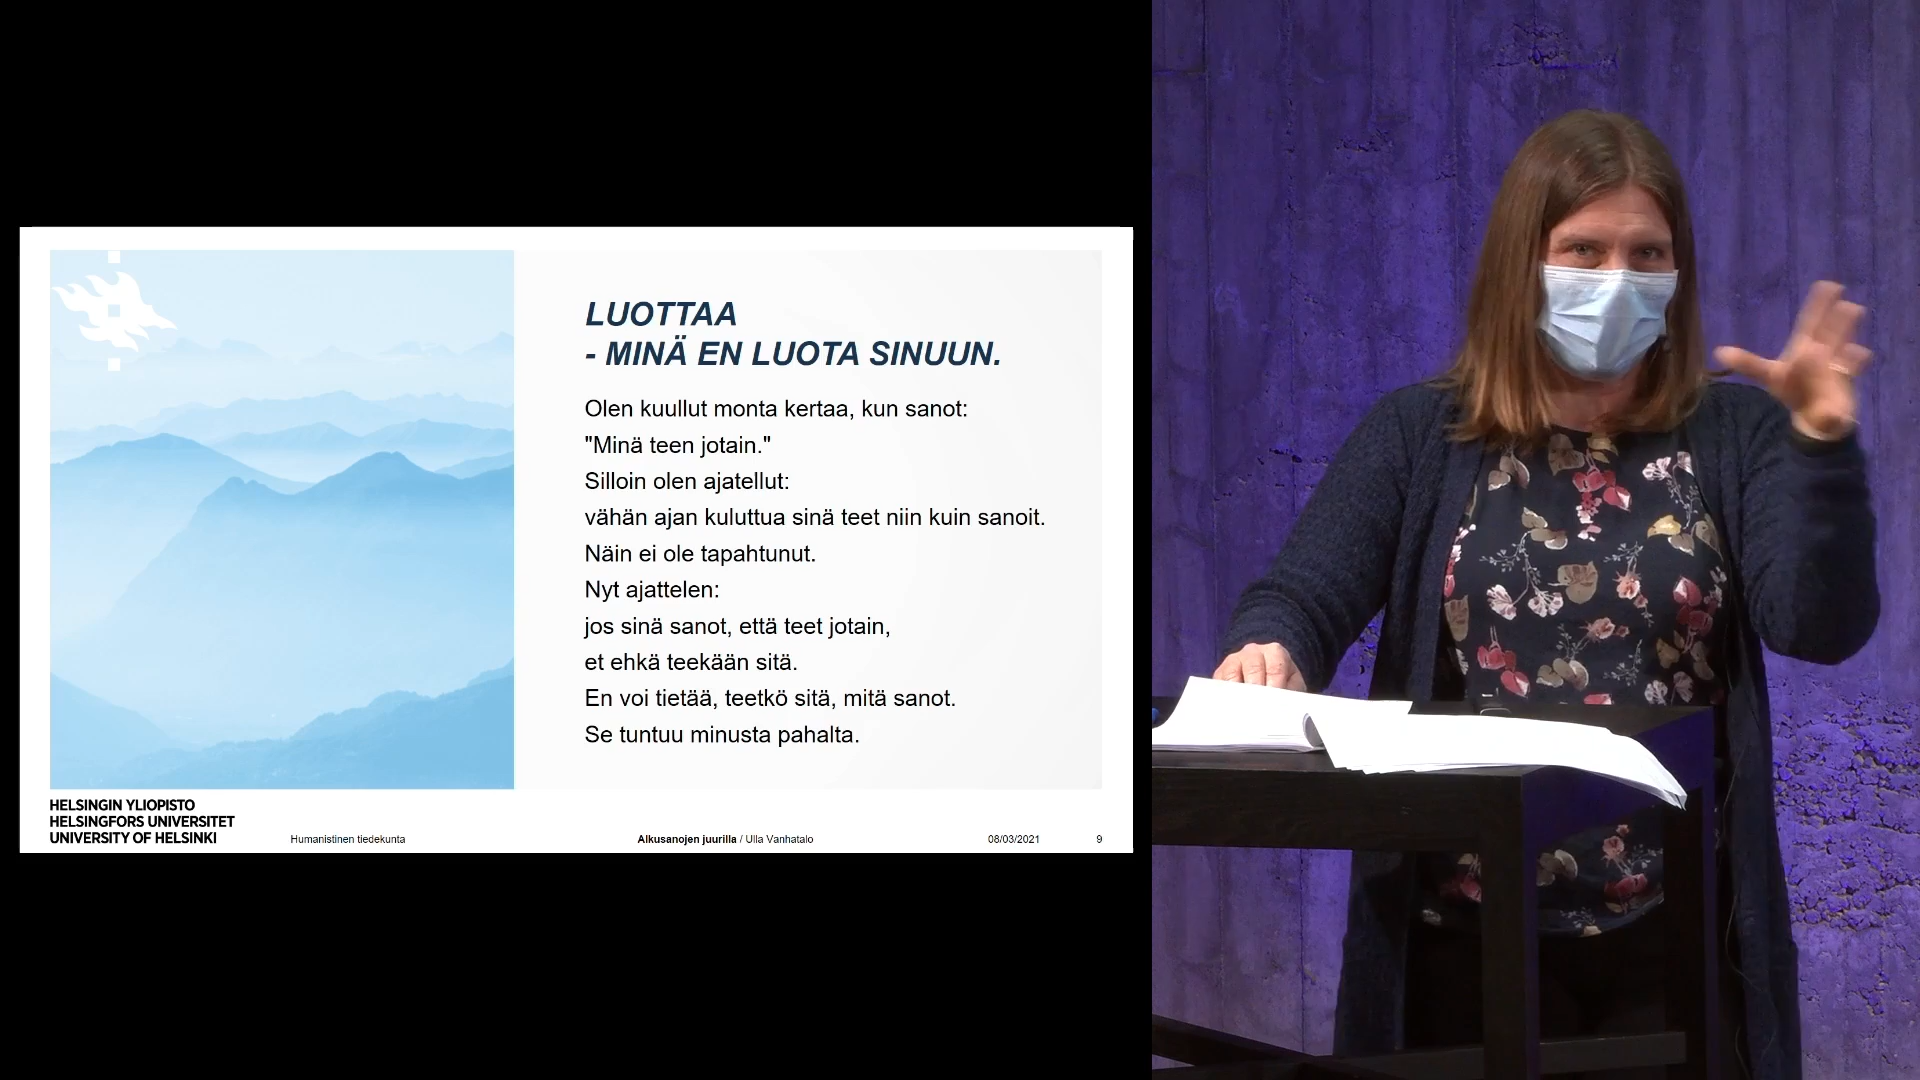 LUOTTAA
- MINÄ EN LUOTA SINUUN.
Olen kuullut monta kertaa, kun sanot:
"Minä teen jotain."
Silloin olen ajatellut:
vähän ajan kuluttua sinä teet niin kuin sanoit.
Näin ei ole tapahtunut.
Nyt ajattelen:
jos sinä sanot, että teet jotain,
et ehkä teekään sitä.
En voi tietää, teetkö sitä, mitä sanot.
Se tuntuu minusta pahalta.
HELSINGIN YLIOPISTO
HELSINGFORS UNIVERSITET
UNIVERSITY OF HELSINKI
Humanistinen tiedekunta
Alkusanojen juurilla / Ulla Vanhatalo
08/03/2021
9